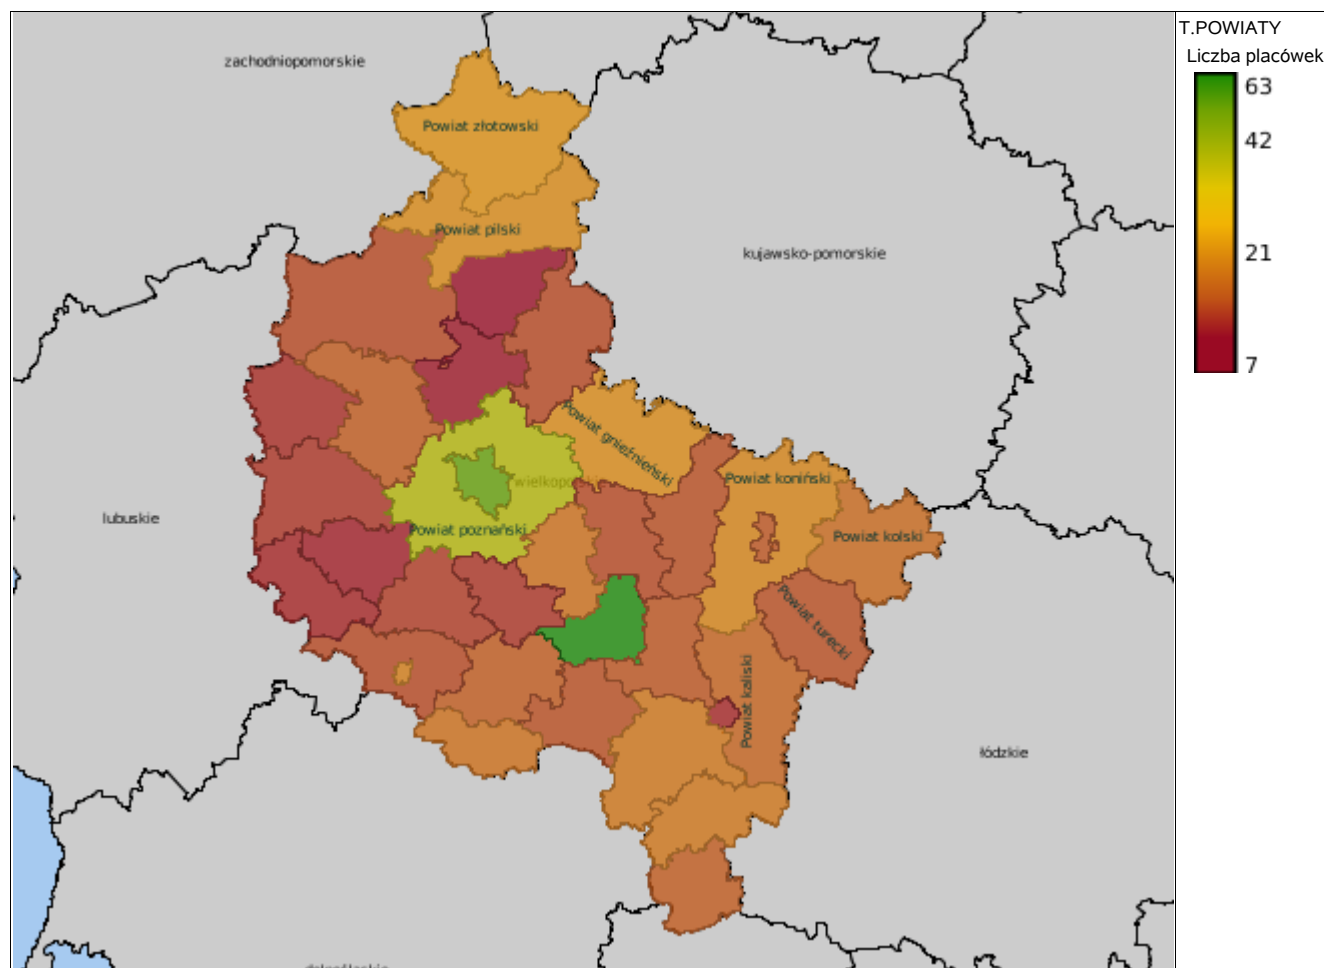 T.POWIATY
Liczba placówek
63
42
21
7
zachodniopomorskie
Powiat złotowski
Powiat pilski
kujawsko-pomorskie
Powiat gnieźnieński
wielkopolskie
Powiat koniński
lubuskie
Powiat poznański
Powiat kolski
Powiat turecki
Powiat kaliski
łódzkie